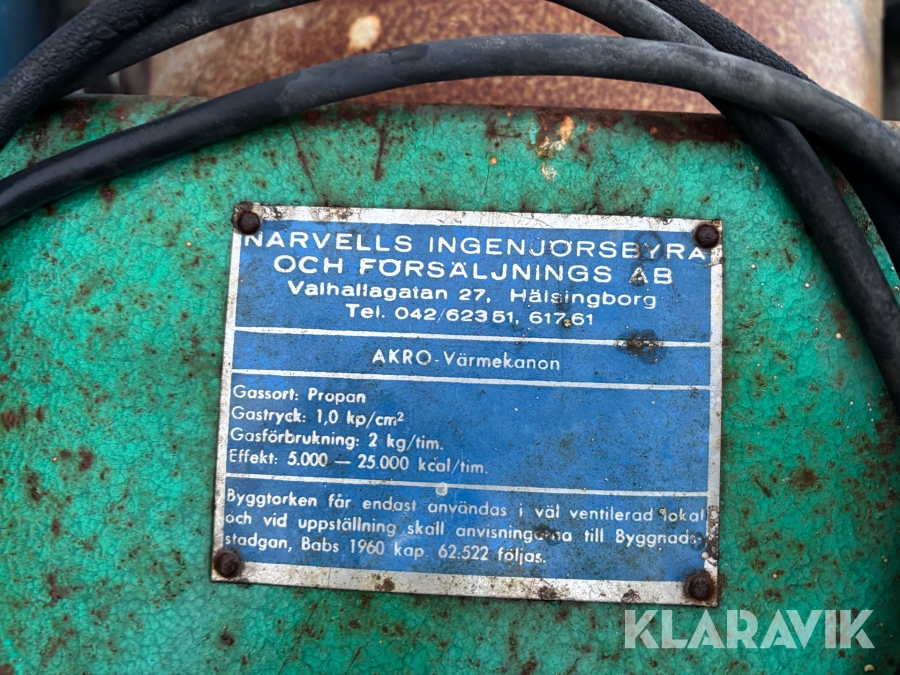 NARVELLS INGENJÖRSBYRÅ
OCH FÖRSÄLJNINGS AB
Valhallagatan 27, Hälsingborg
Tel. 042/623 51, 617 61
AKRO-Värmekanon
Gassort: Propan
Gastryck: 1,0 kp/cm²
Gasförbrukning: 2 kg/tim.
Effekt: 5.000 — 25.000 kcal/tim.
Byggtorken får endast användas i väl ventilerad lokal
och vid uppställning skall anvisningarna till Byggnads-
stadgan, Babs 1960 kap. 62.522 följas.
KLARAVIK